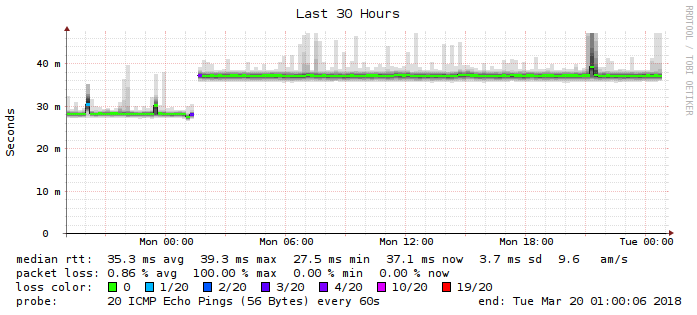 Last 30 Hours
RRDTOOL / TOBI OETIKER
Seconds
40 m
30 m
20 m
10 m
0
Mon 00:00 Mon 06:00 Mon 12:00 Mon 18:00 Tue 00:00
median rtt: 35.3 ms avg 39.3 ms max 27.5 ms min 37.1 ms now 3.7 ms sd 9.6 am/s
packet loss: 0.86 % avg 100.00 % max 0.00 % min 0.00 % now
loss color: 0 1/20 2/20 3/20 4/20 10/20 19/20
probe: 20 ICMP Echo Pings (56 Bytes) every 60s end: Tue Mar 20 01:00:06 2018